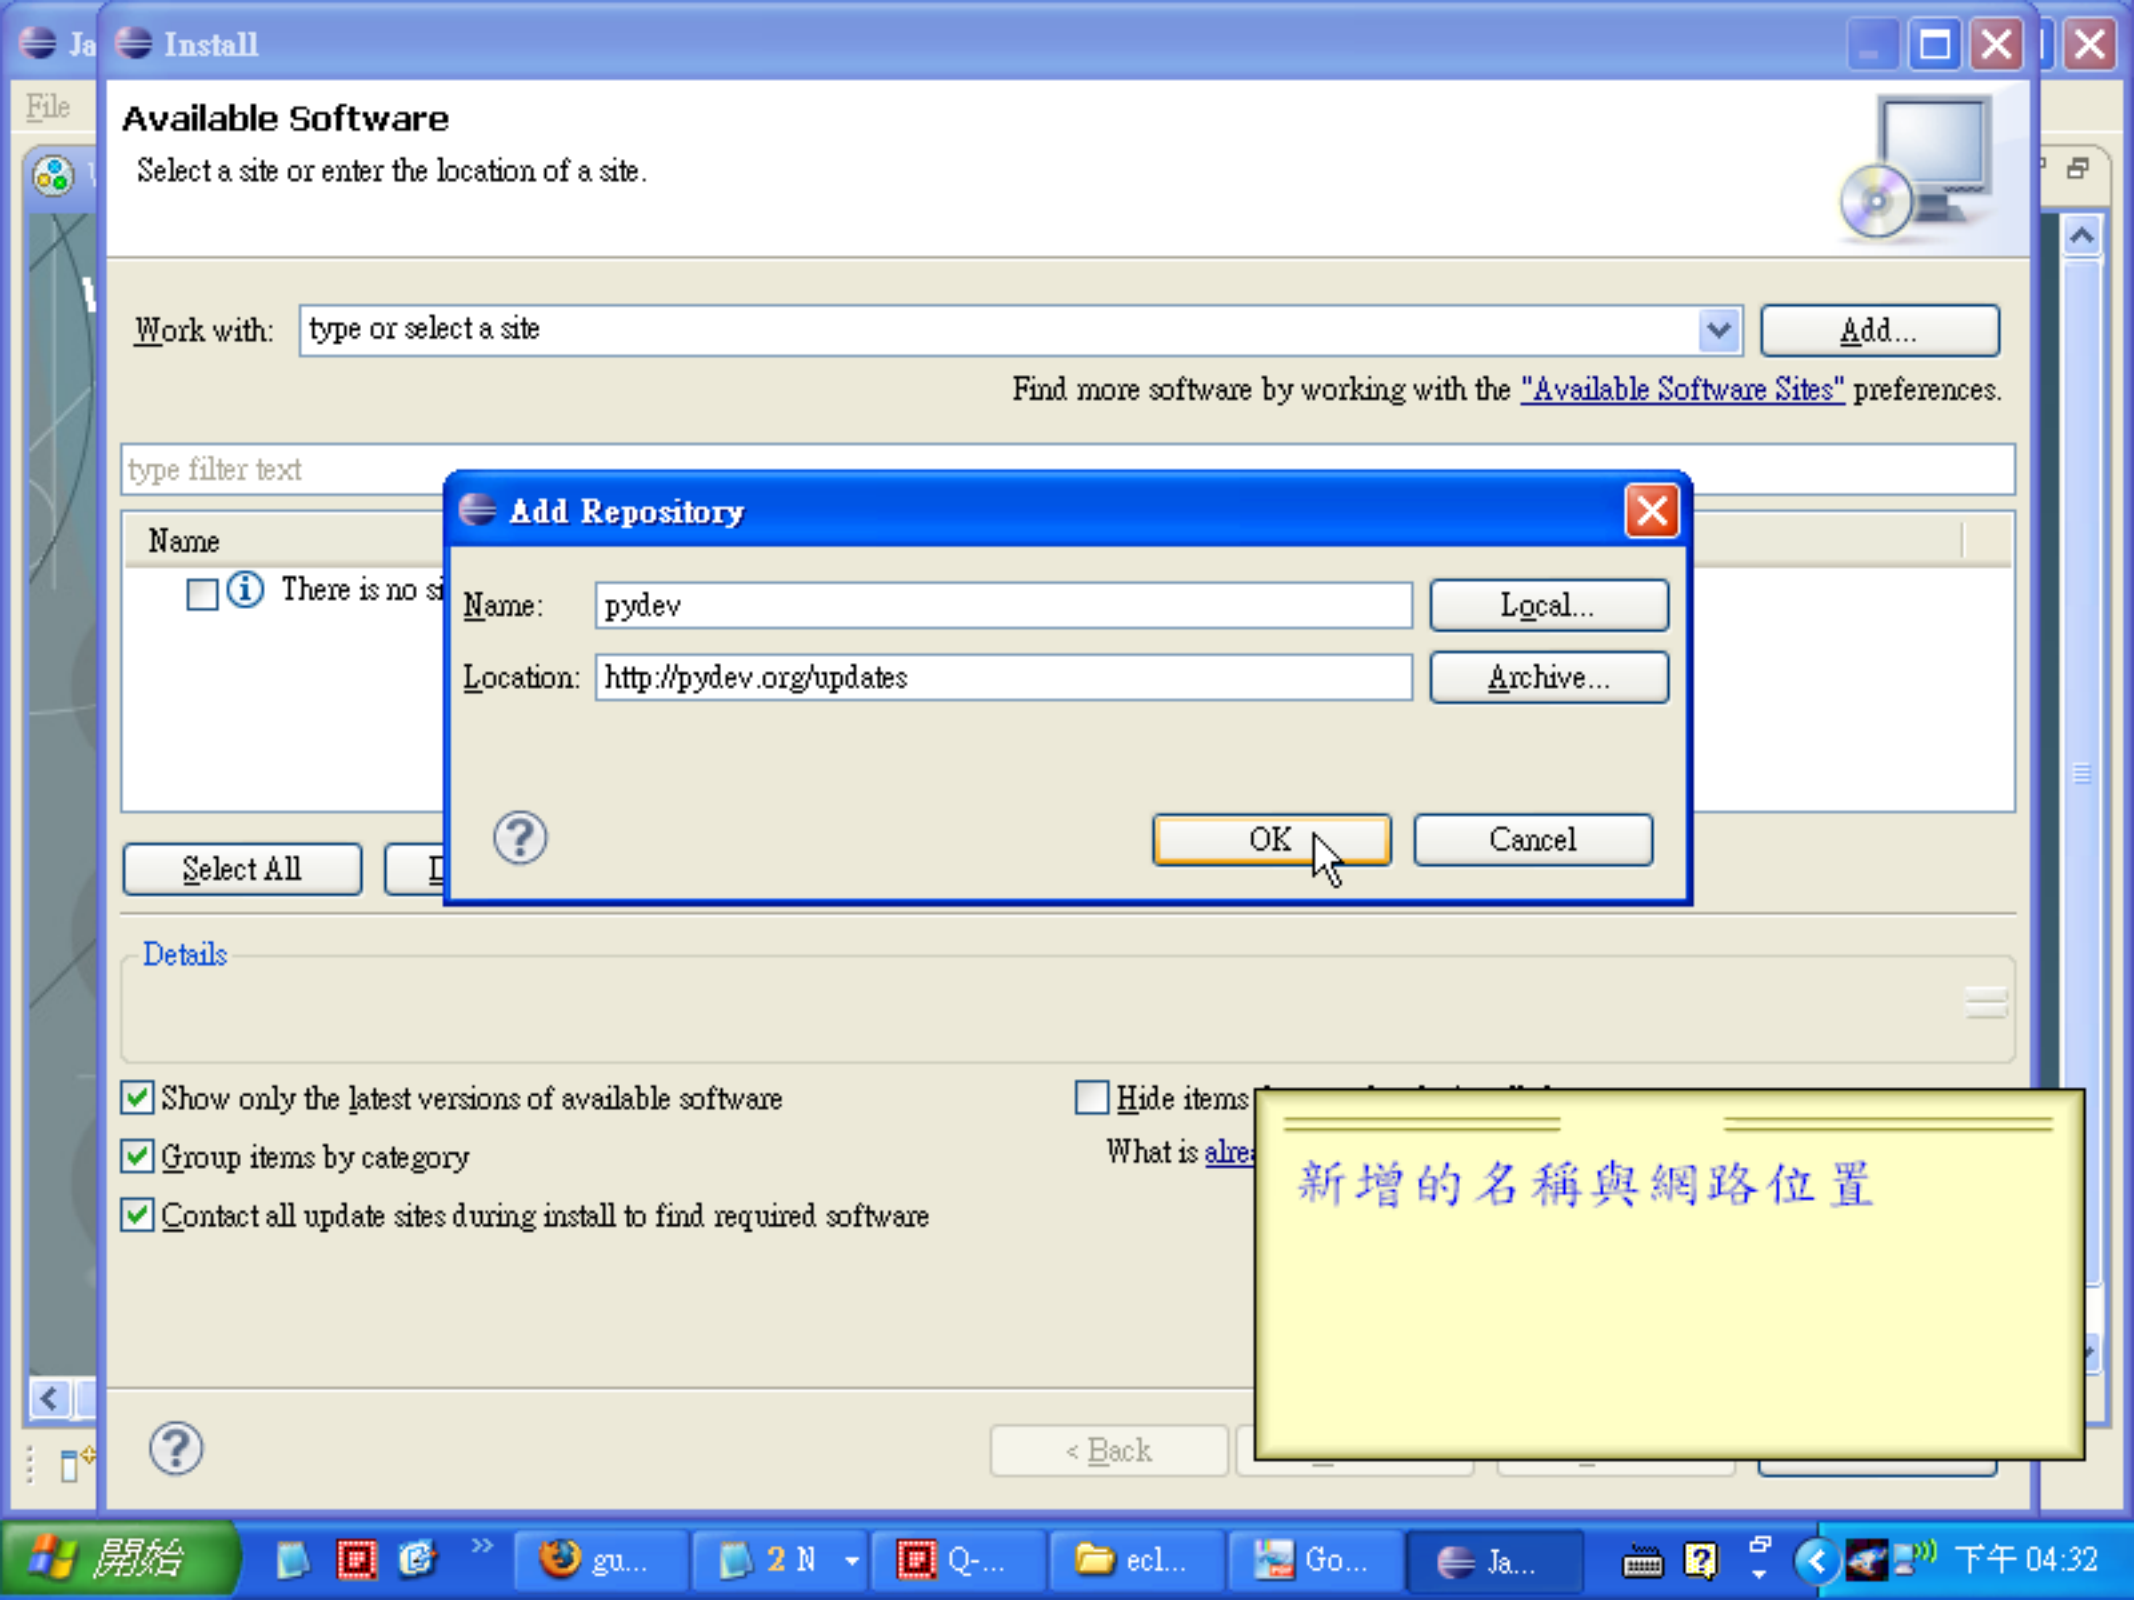 Ja
Install
File
Available Software
Select a site or enter the location of a site.
Work with:
type or select a site
Add...
Find more software by working with the "Available Software Sites" preferences.
type filter text
Name
There is no si
Add Repository
Name:
pydev
Local...
Location:
http://pydev.org/updates
Archive...
OK
Cancel
Select All
D
Details
Show only the latest versions of available software
Hide items
Group items by category
What is alrea
Contact all update sites during install to find required software
新增的名稱與網路位置
< Back
開始
gu...
2 N
Q-...
ecl...
Go...
Ja...
下午 04:32